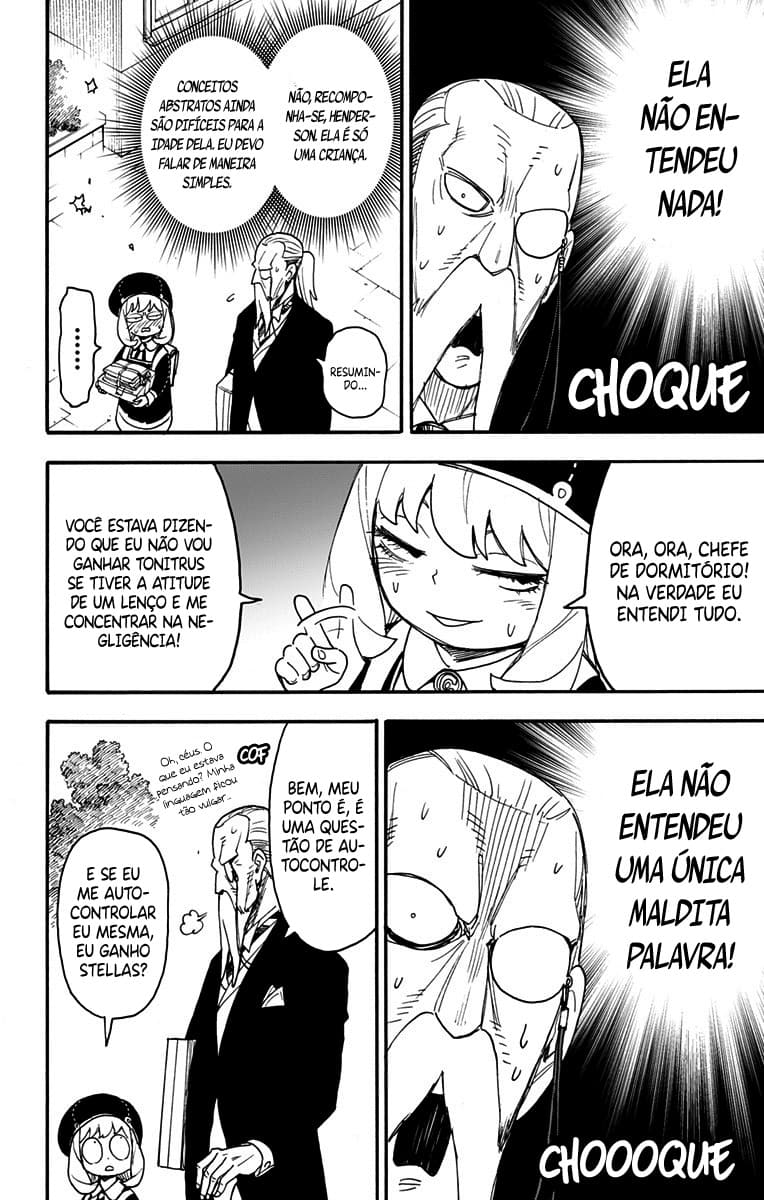 ELA
NÃO EN-
TENDEU
NADA!
CHOQUE
NÃO, RECOMPO-
NHA-SE, HENDER-
SON. ELA É SÓ
UMA CRIANÇA.
CONCEITOS
ABSTRATOS AINDA
SÃO DIFÍCEIS PARA A
IDADE DELA. EU DEVO
FALAR DE MANEIRA
SIMPLES.
RESUMIN-
DO...
......
ORA, ORA, CHEFE
DE DORMITÓRIO!
NA VERDADE EU
ENTENDI TUDO.
VOCÊ ESTAVA DIZEN-
DO QUE EU NÃO VOU
GANHAR TONITRUS
SE TIVER A ATITUDE
DE UM LENÇO E ME
CONCENTRAR NA NE-
GLIGÊNCIA!
ELA NÃO
ENTENDEU
UMA ÚNICA
MALDITA
PALAVRA!
CHOOOQUE
BEM, MEU
PONTO É, É
UMA QUES-
TÃO DE AU-
TOCONTRO-
LE.
COF
Oh, céus. O
que eu estava
pensando? Minha
linguagem ficou
tão vulgar...
E SE EU
ME AUTO-
CONTROLAR
EU MESMA,
EU GANHO
STELLAS?